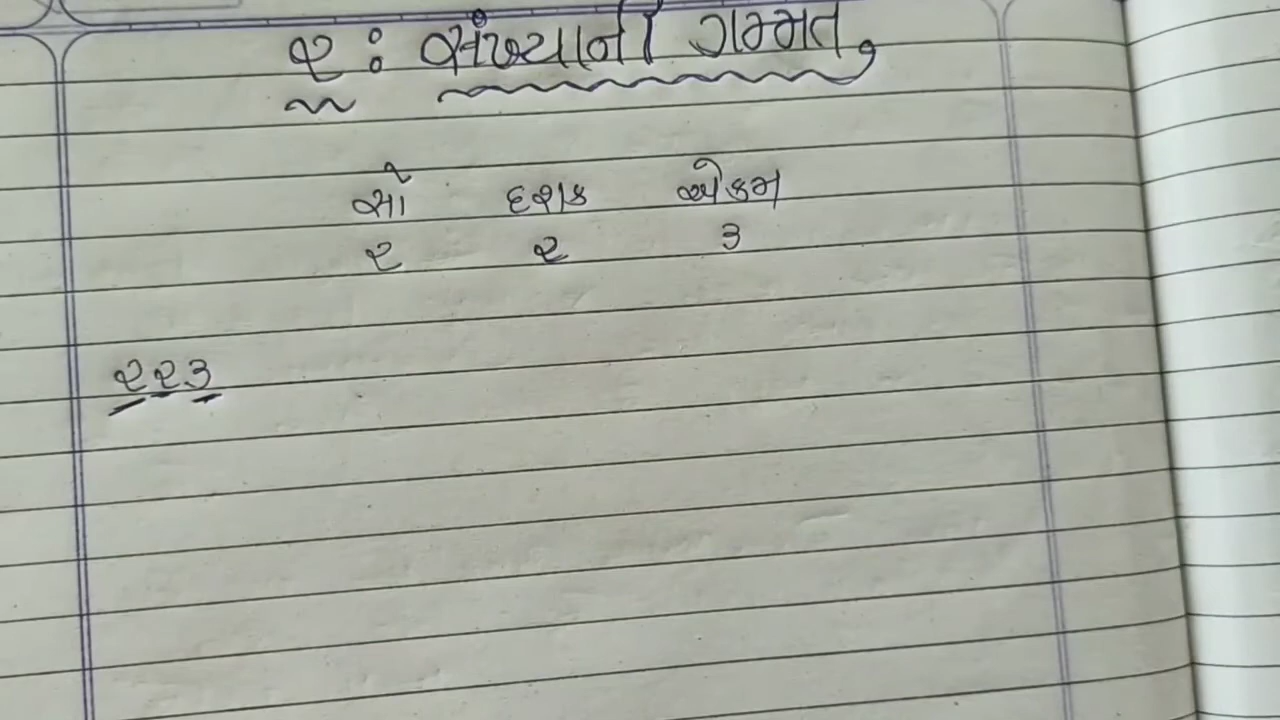 ૨ : સંખ્યાની ગમ્મત,
સો દશક એકમ
૨ ૨ ૩
૨૨૩